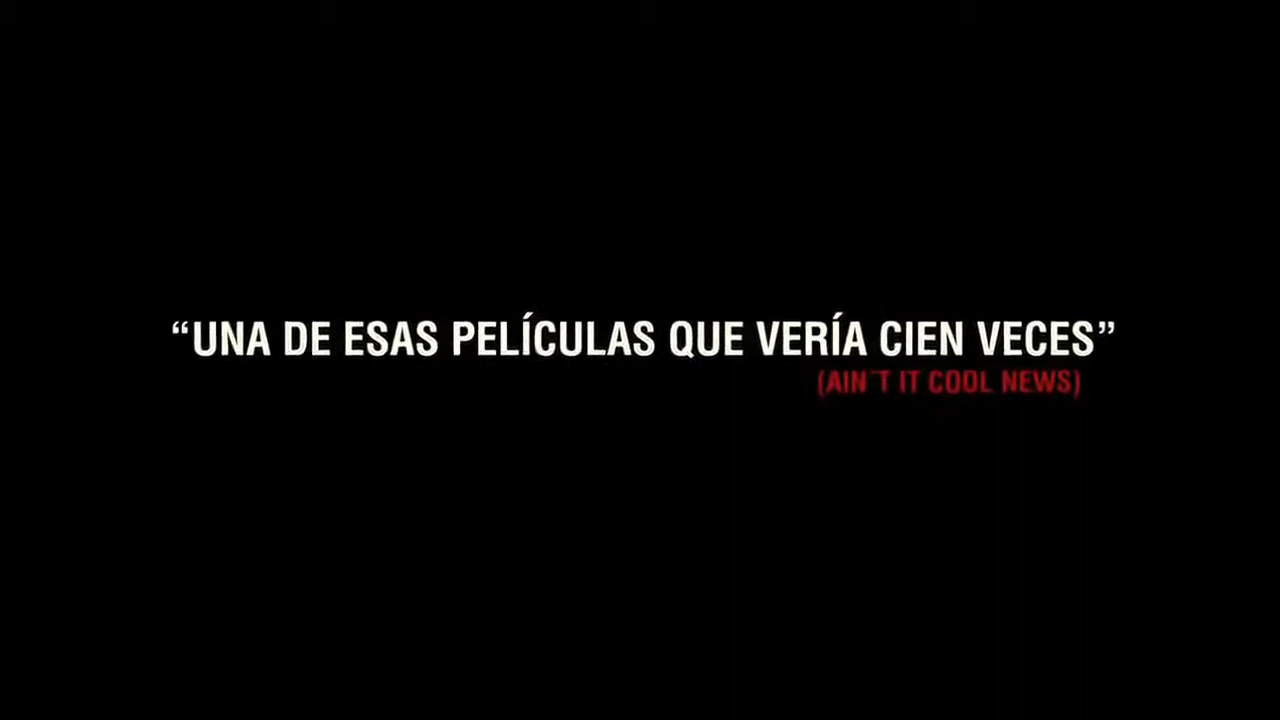 “UNA DE ESAS PELÍCULAS QUE VERÍA CIEN VECES”
(AIN´T IT COOL NEWS)